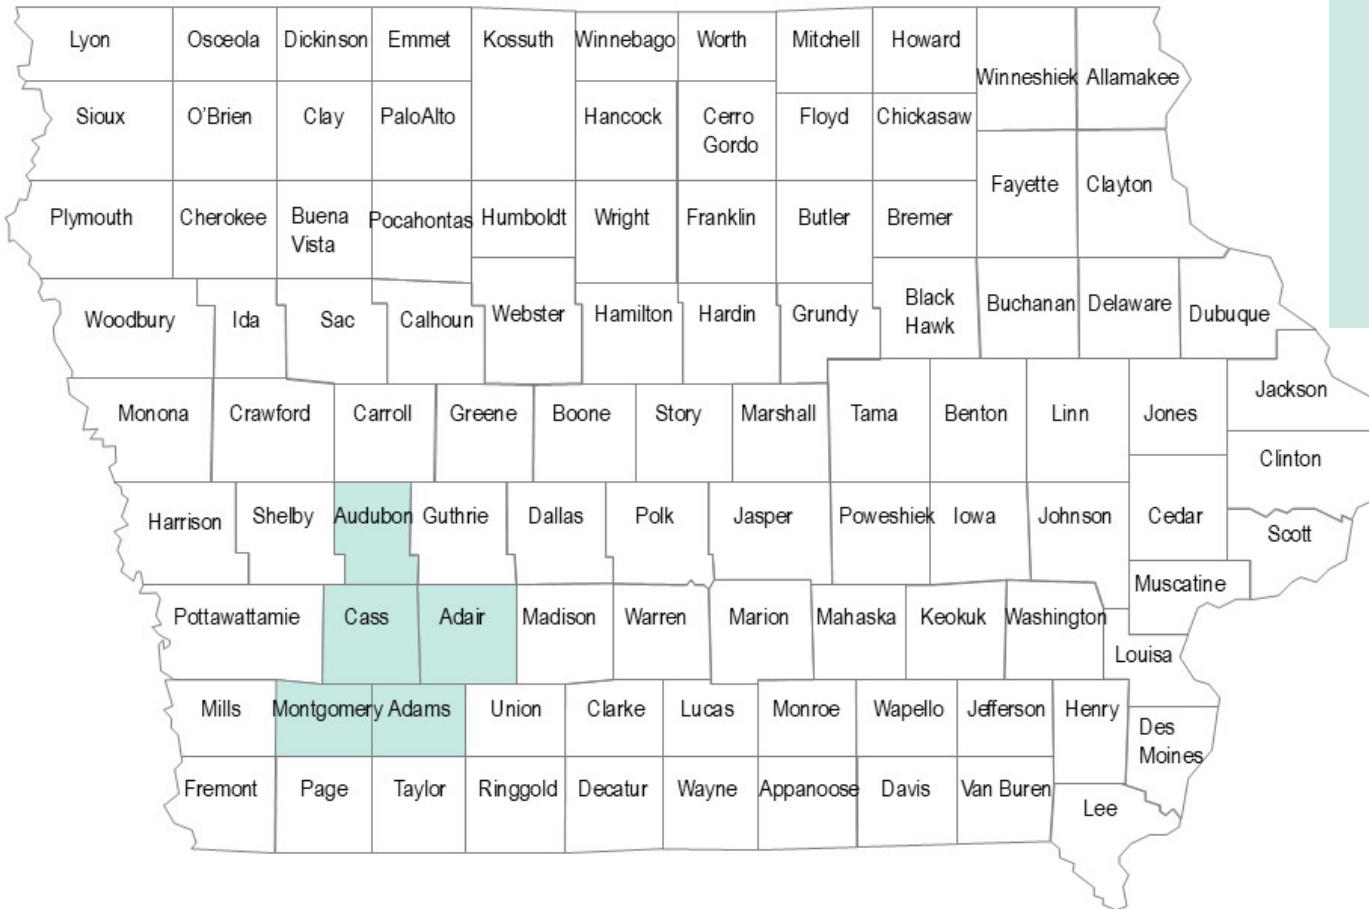 Lyon
Osceola
Dickinson
Emmet
Kossuth
Winnebago
Worth
Mitchell
Howard
Winneshiek
Allamakee
Sioux
O'Brien
Clay
PaloAlto
Hancock
Cerro
Gordo
Floyd
Chickasaw
Fayette
Clayton
Plymouth
Cherokee
Buena
Vista
Pocahontas
Humboldt
Wright
Franklin
Butler
Bremer
Woodbury
Ida
Sac
Calhoun
Webster
Hamilton
Hardin
Grundy
Black
Hawk
Buchanan
Delaware
Dubuque
Monona
Crawford
Carroll
Greene
Boone
Story
Marshall
Tama
Benton
Linn
Jones
Jackson
Clinton
Harrison
Shelby
Audubon
Guthrie
Dallas
Polk
Jasper
Poweshiek
Iowa
Johnson
Cedar
Scott
Muscatine
Pottawattamie
Cass
Adair
Madison
Warren
Marion
Mahaska
Keokuk
Washington
Louisa
Mills
Montgomery
Adams
Union
Clarke
Lucas
Monroe
Wapello
Jefferson
Henry
Des
Moines
Fremont
Page
Taylor
Ringgold
Decatur
Wayne
Appanoose
Davis
Van Buren
Lee